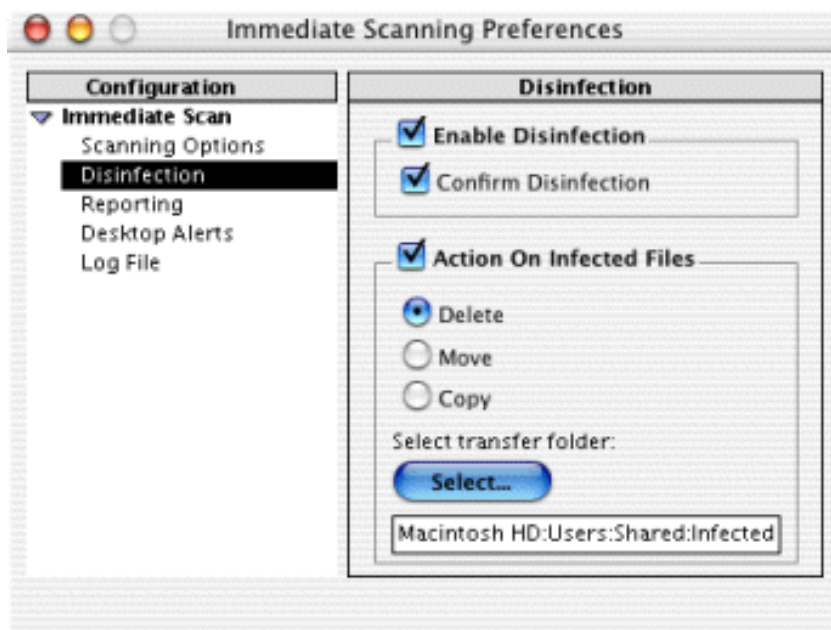 Immediate Scanning Preferences
Configuration
Immediate Scan
Scanning Options
Disinfection
Reporting
Desktop Alerts
Log File
Disinfection
Enable Disinfection
Confirm Disinfection
Action On Infected Files
Delete
Move
Copy
Select transfer folder:
Select...
Macintosh HD:Users:Shared:Infected